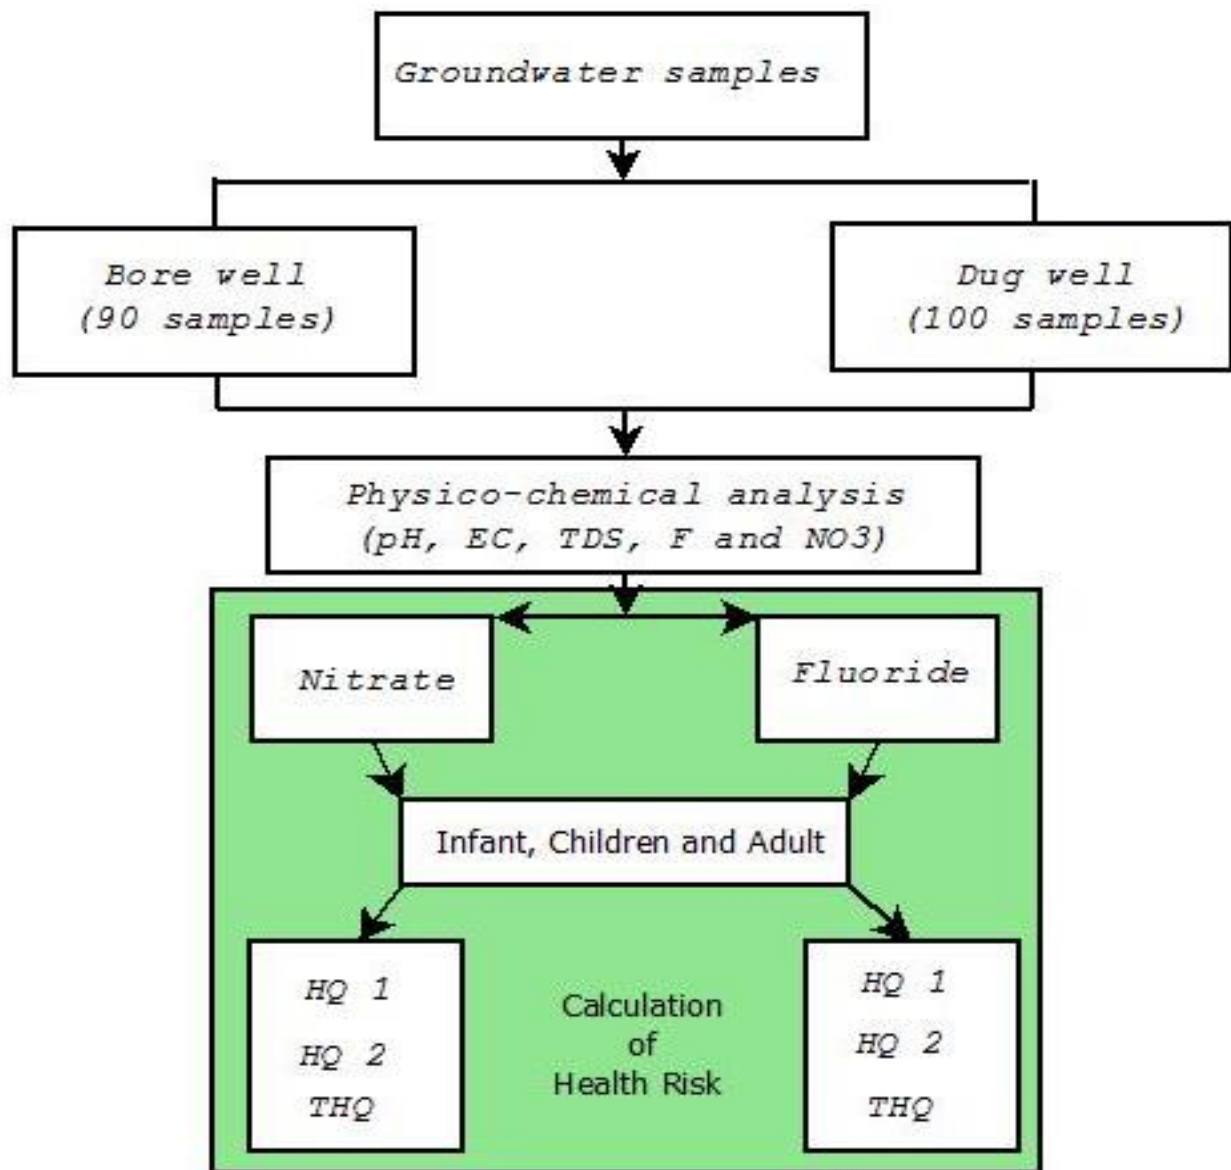 Groundwater samples
Bore well
(90 samples)
Dug well
(100 samples)
Physico-chemical analysis
(pH, EC, TDS, F and NO3)
Nitrate
Fluoride
Infant, Children and Adult
HQ 1
HQ 2
THQ
Calculation
of
Health Risk
HQ 1
HQ 2
THQ